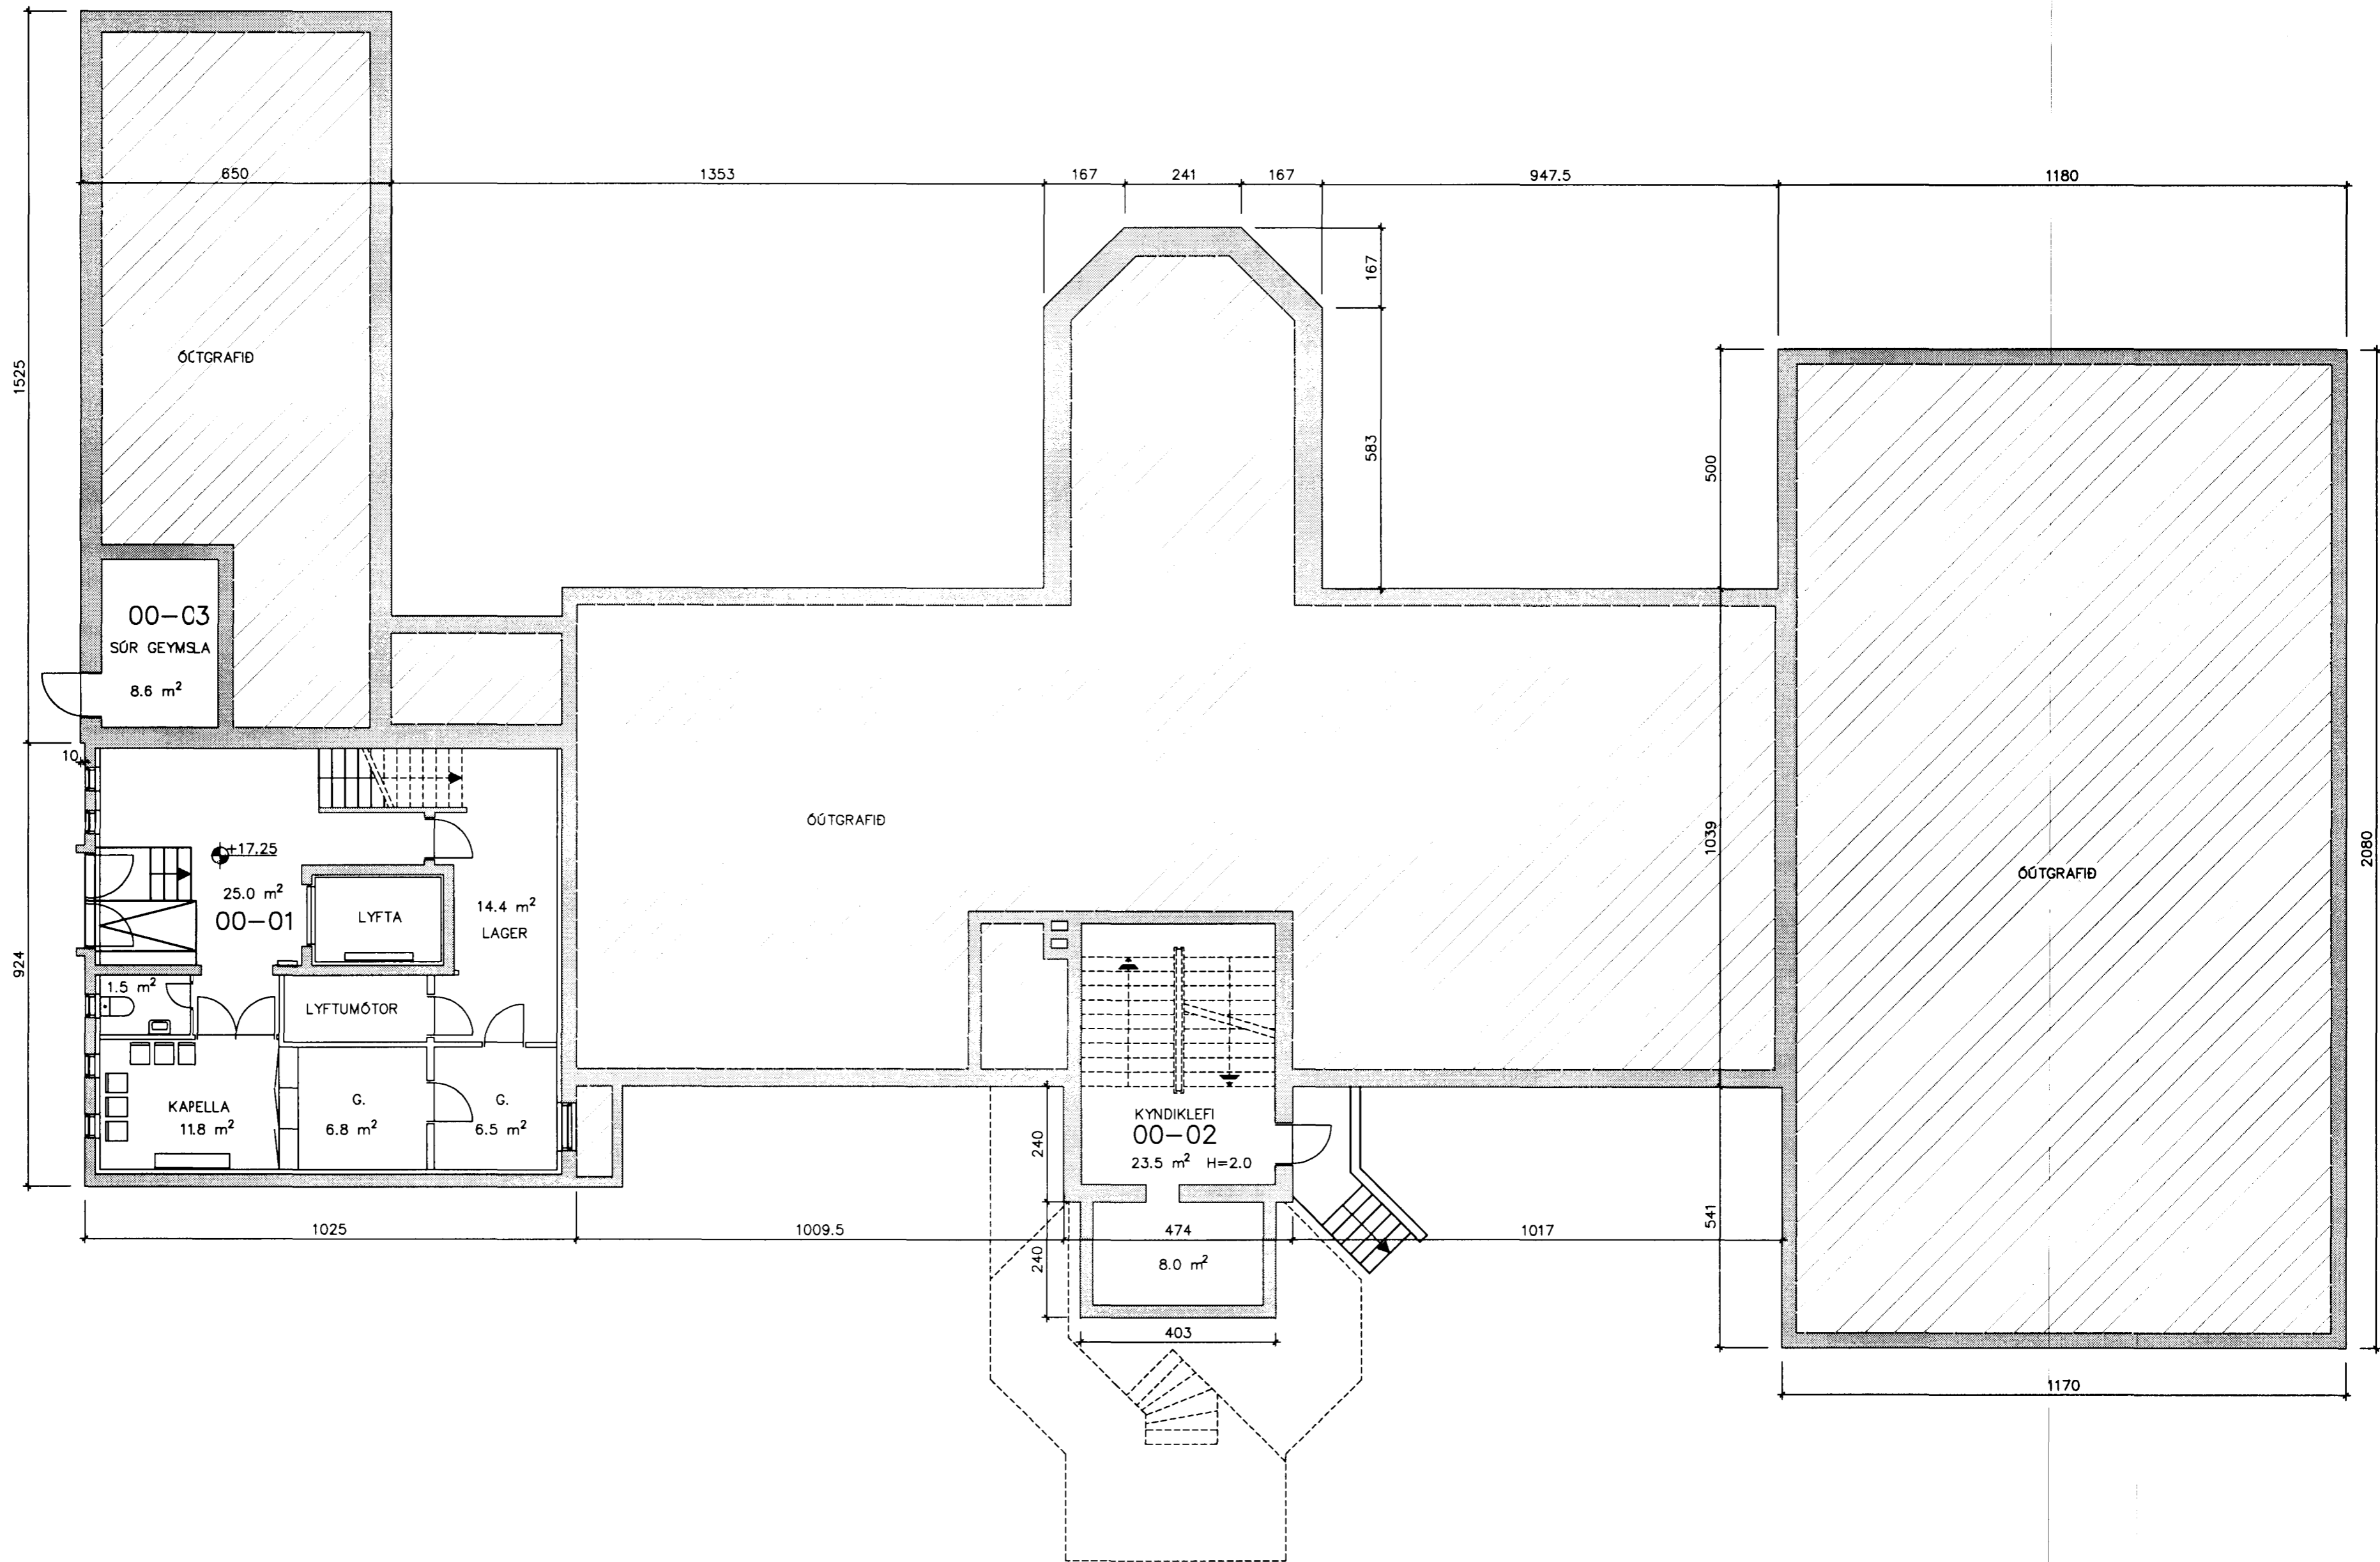 650
1353
167
241
167
947.5
1180
167
583
1525
ÓÚTGRAFIÐ
500
00-03
SÚR GEYMSLA
8.6 m²
10
+17.25
25.0 m²
00-01
LYFTA
14.4 m²
LAGER
ÓÚTGRAFIÐ
1039
ÓÚTGRAFIÐ
2080
924
1.5 m²
LYFTUMÓTOR
KAPELLA
11.8 m²
G.
6.8 m²
G.
6.5 m²
KYNDIKLEFI
00-02
23.5 m² H=2.0
240
541
1025
1009.5
474
1017
240
8.0 m²
403
1170